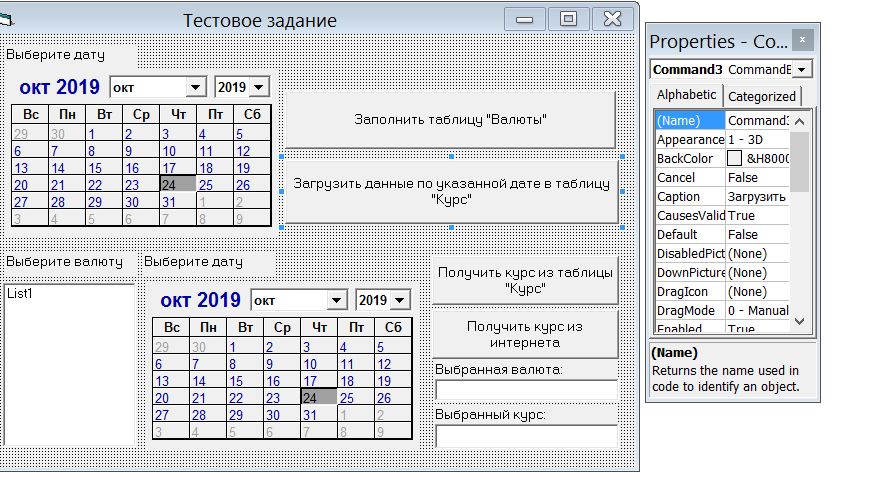 Тестовое задание
Выберите дату
окт 2019 окт 2019
Вс Пн Вт Ср Чт Пт Сб
29 30 1 2 3 4 5
6 7 8 9 10 11 12
13 14 15 16 17 18 19
20 21 22 23 24 25 26
27 28 29 30 31 1 2
3 4 5 6 7 8 9
Заполнить таблицу "Валюты"
Загрузить данные по указанной дате в таблицу
"Курс"
Выберите валюту
List1
Выберите дату
окт 2019 окт 2019
Вс Пн Вт Ср Чт Пт Сб
29 30 1 2 3 4 5
6 7 8 9 10 11 12
13 14 15 16 17 18 19
20 21 22 23 24 25 26
27 28 29 30 31 1 2
3 4 5 6 7 8 9
Получить курс из таблицы
"Курс"
Получить курс из
интернета
Выбранная валюта:
Выбранный курс:
Properties - Co...
Command3 CommandB
Alphabetic Categorized
(Name) Command3
Appearance 1 - 3D
BackColor &H8000
Cancel False
Caption Загрузить
CausesValid True
Default False
DisabledPict (None)
DownPicture (None)
DragIcon (None)
DragMode 0 - Manual
Enabled True
(Name)
Returns the name used in
code to identify an object.